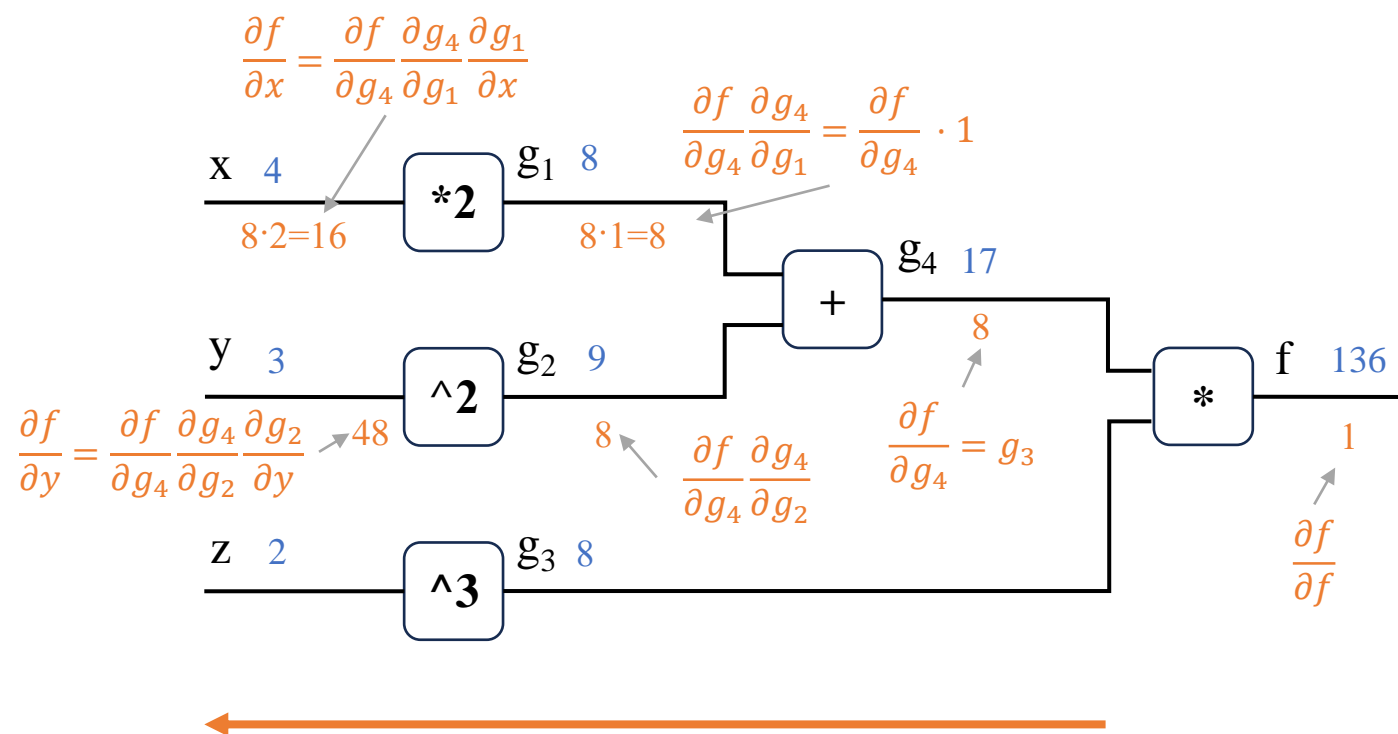 ∂f/∂x = ∂f/∂g₄ ∂g₄/∂g₁ ∂g₁/∂x
∂f/∂g₄ ∂g₄/∂g₁ = ∂f/∂g₄ · 1
x 4
*2
g₁ 8
8·2=16
8·1=8
+
g₄ 17
8
∂f/∂g₄ = g₃
y 3
^2
g₂ 9
*
f 136
∂f/∂y = ∂f/∂g₄ ∂g₄/∂g₂ ∂g₂/∂y
48
8
∂f/∂g₄ ∂g₄/∂g₂
1
∂f/∂f
z 2
^3
g₃ 8